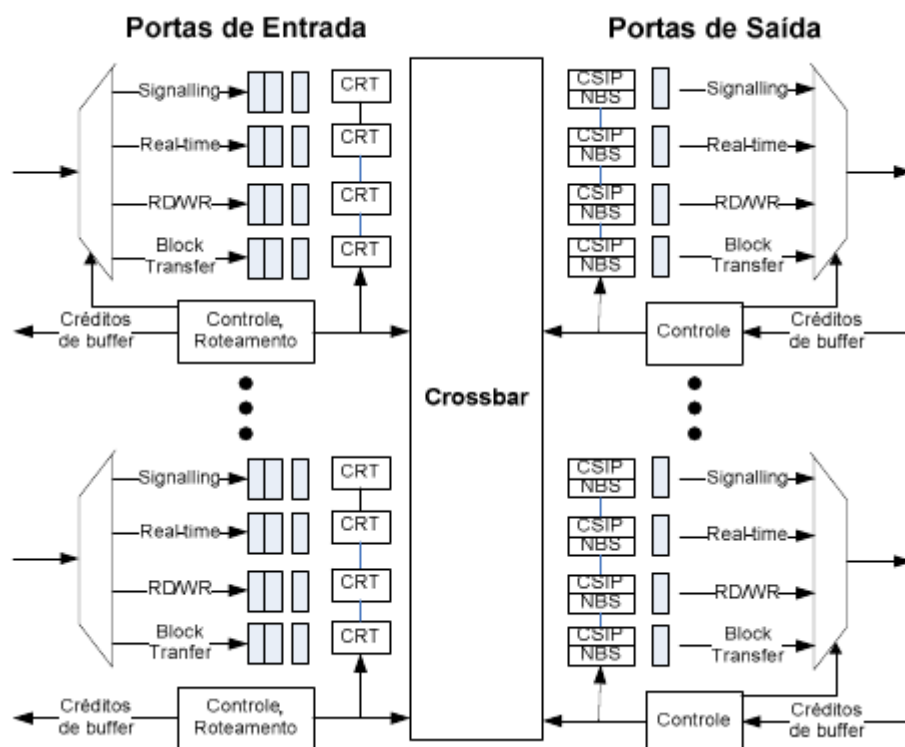 Portas de Entrada
Portas de Saída
Signalling
CRT
Real-time
CRT
RD/WR
CRT
Block
Transfer
CRT
Créditos
de buffer
Controle,
Roteamento
Crossbar
CSIP
NBS
Signalling
CSIP
NBS
Real-time
CSIP
NBS
RD/WR
CSIP
NBS
Block
Transfer
Controle
Créditos
de buffer
Signalling
CRT
Real-time
CRT
RD/WR
CRT
Block
Tranfer
CRT
Créditos
de buffer
Controle,
Roteamento
CSIP
NBS
Signalling
CSIP
NBS
Real-time
CSIP
NBS
RD/WR
CSIP
NBS
Block
Transfer
Controle
Créditos
de buffer